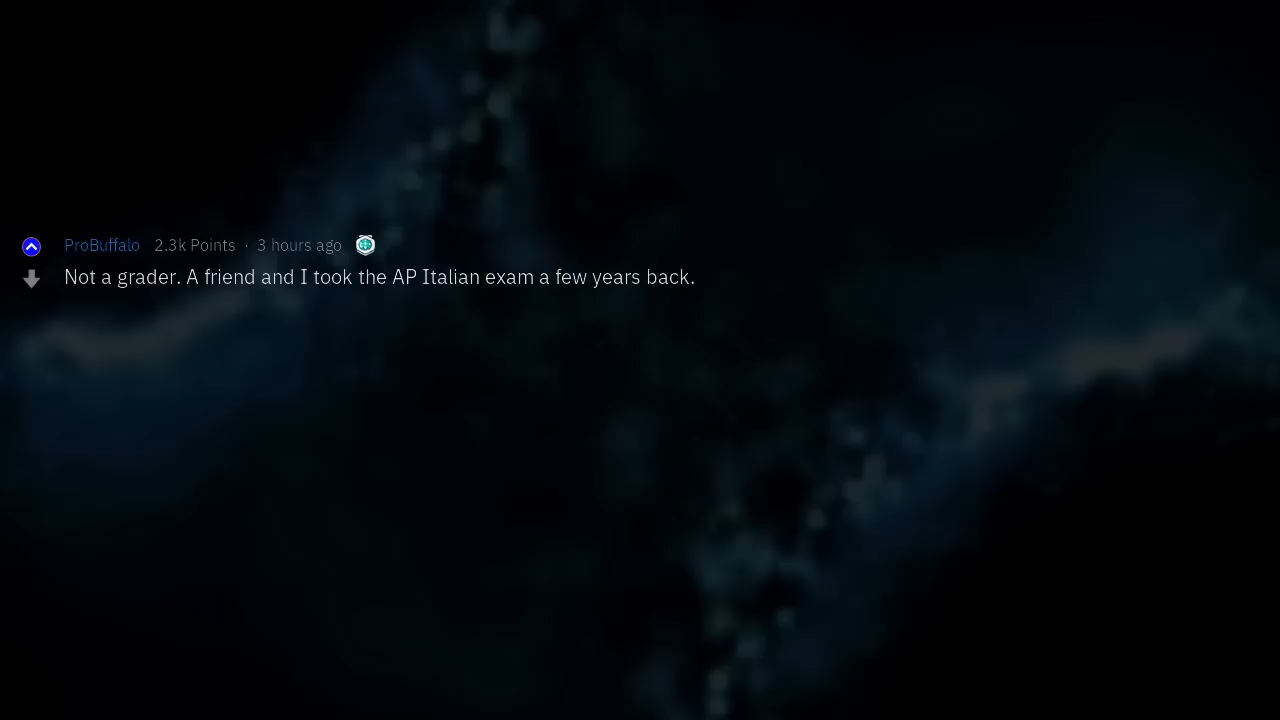 ProBuffalo 2.3k Points · 3 hours ago
Not a grader. A friend and I took the AP Italian exam a few years back.